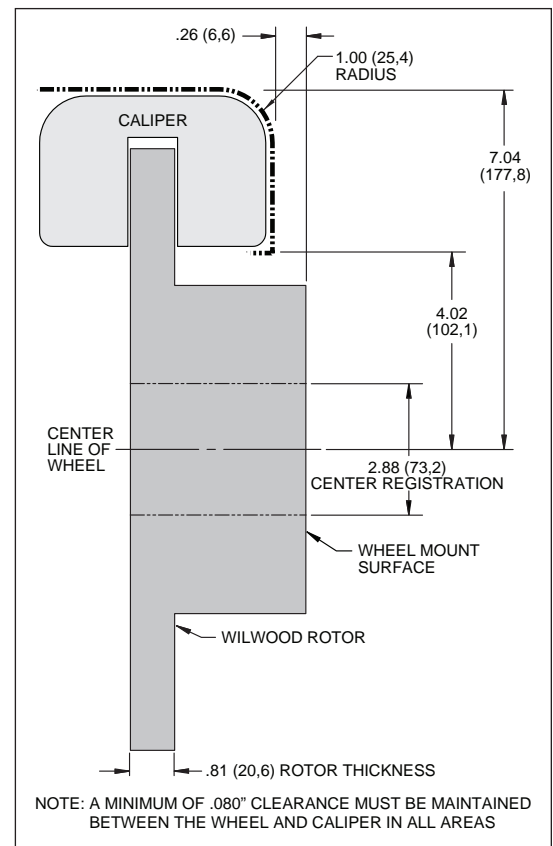 .26 (6,6)
1.00 (25,4)
RADIUS
CALIPER
7.04
(177,8)
4.02
(102,1)
CENTER
LINE OF
WHEEL
2.88 (73,2)
CENTER REGISTRATION
WHEEL MOUNT
SURFACE
WILWOOD ROTOR
.81 (20,6) ROTOR THICKNESS
NOTE: A MINIMUM OF .080" CLEARANCE MUST BE MAINTAINED
BETWEEN THE WHEEL AND CALIPER IN ALL AREAS